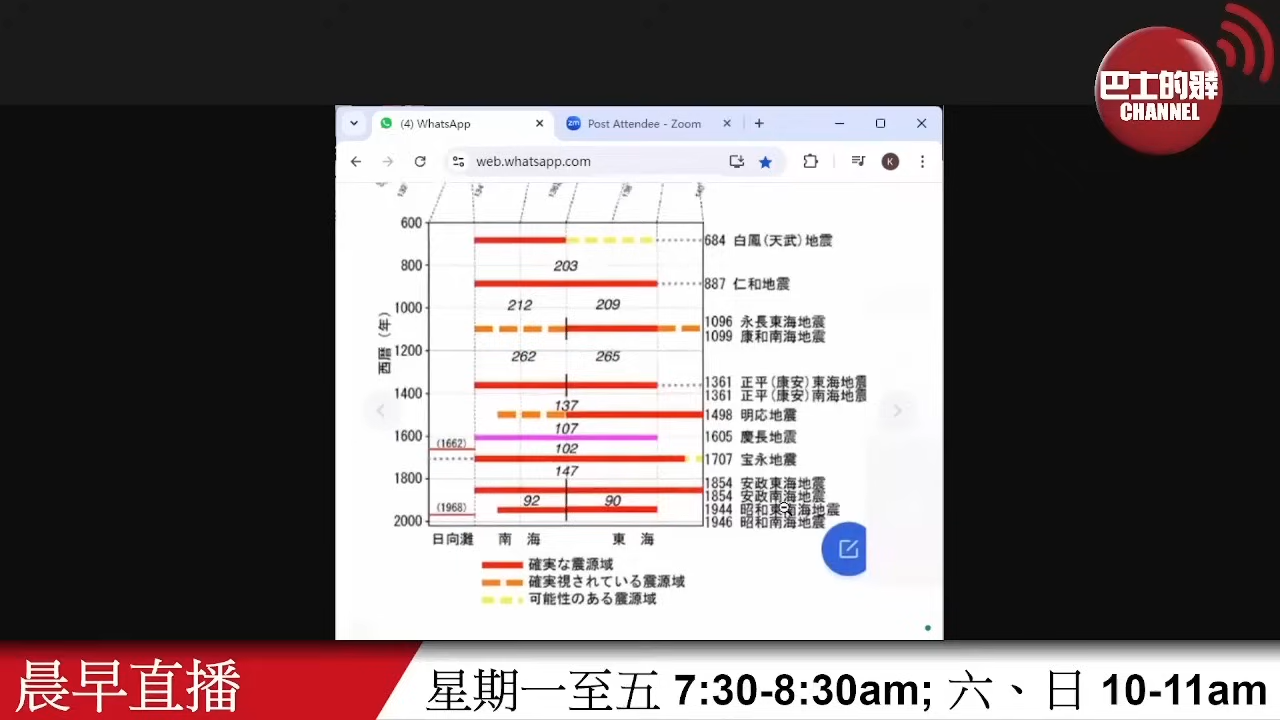 巴士的報
CHANNEL
(4) WhatsApp
Post Attendee - Zoom
web.whatsapp.com
K
600
684 白鳳(天武)地震
800
203
887 仁和地震
1000
212
209
1096 永長東海地震
1099 康和南海地震
西暦(年)
1200
262
265
1361 正平(康安)東海地震
1361 正平(康安)南海地震
1400
137
1498 明応地震
107
1600
1605 慶長地震
(1662)
102
1707 宝永地震
147
1800
1854 安政東海地震
1854 安政南海地震
92
90
(1968)
1944 昭和東南海地震
2000
1946 昭和南海地震
日向灘
南 海
東 海
確実な震源域
確実視されている震源域
可能性のある震源域
晨早直播
星期一至五 7:30-8:30am; 六、日 10-11am